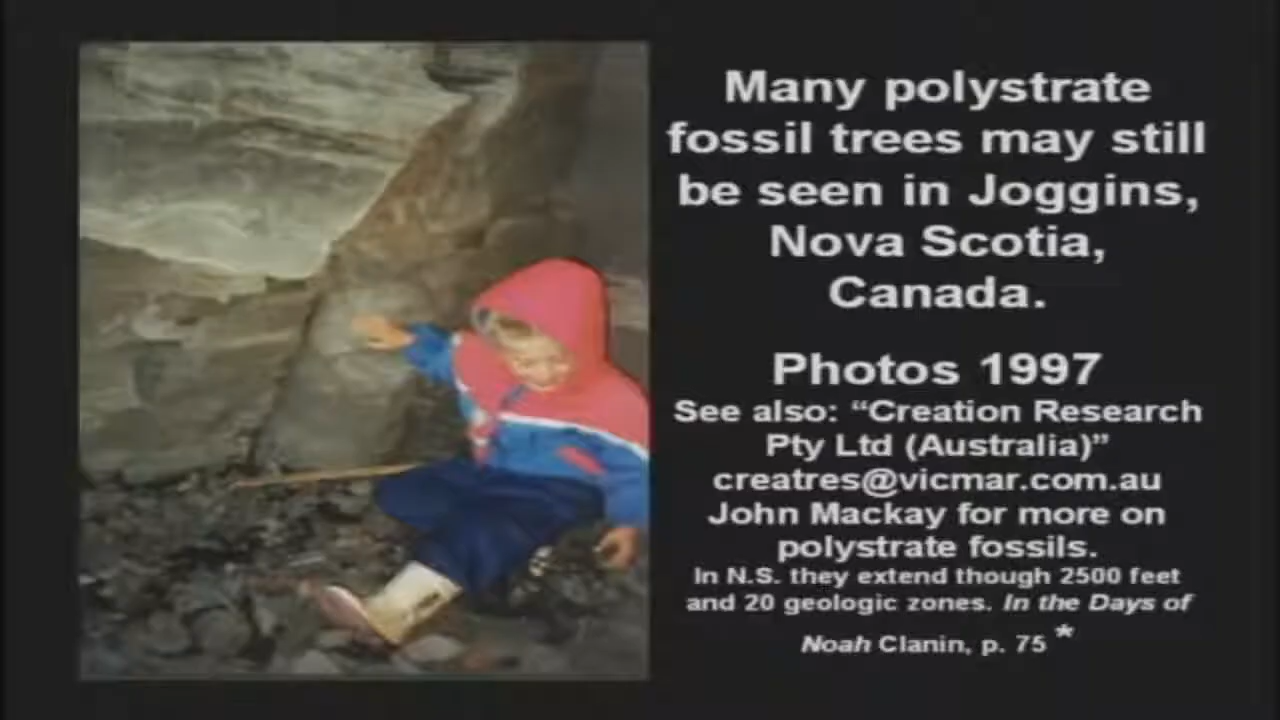 Many polystrate
fossil trees may still
be seen in Joggins,
Nova Scotia,
Canada.
Photos 1997
See also: “Creation Research
Pty Ltd (Australia)”
creatres@vicmar.com.au
John Mackay for more on
polystrate fossils.
In N.S. they extend though 2500 feet
and 20 geologic zones. In the Days of
Noah Clanin, p. 75 *